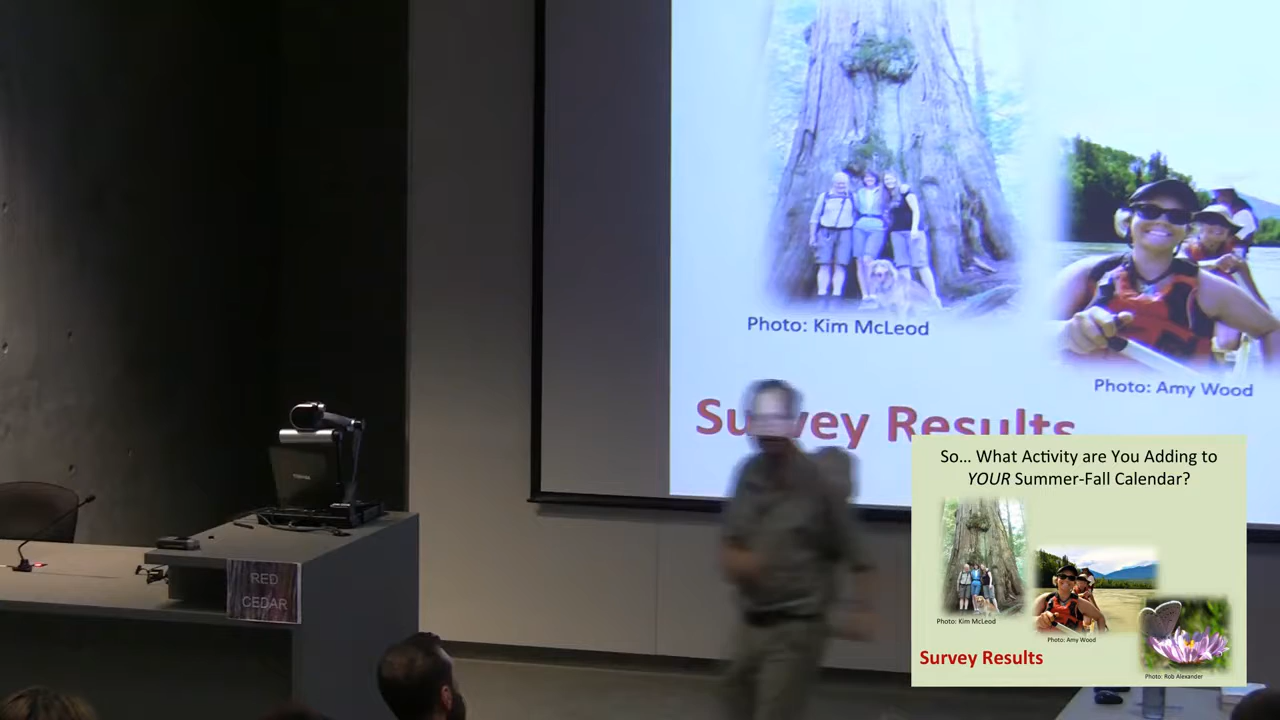 Photo: Kim McLeod
Photo: Amy Wood
Survey Results
RED
CEDAR
So... What Activity are You Adding to
YOUR Summer-Fall Calendar?
Photo: Kim McLeod
Photo: Amy Wood
Survey Results
Photo: Rob Alexander